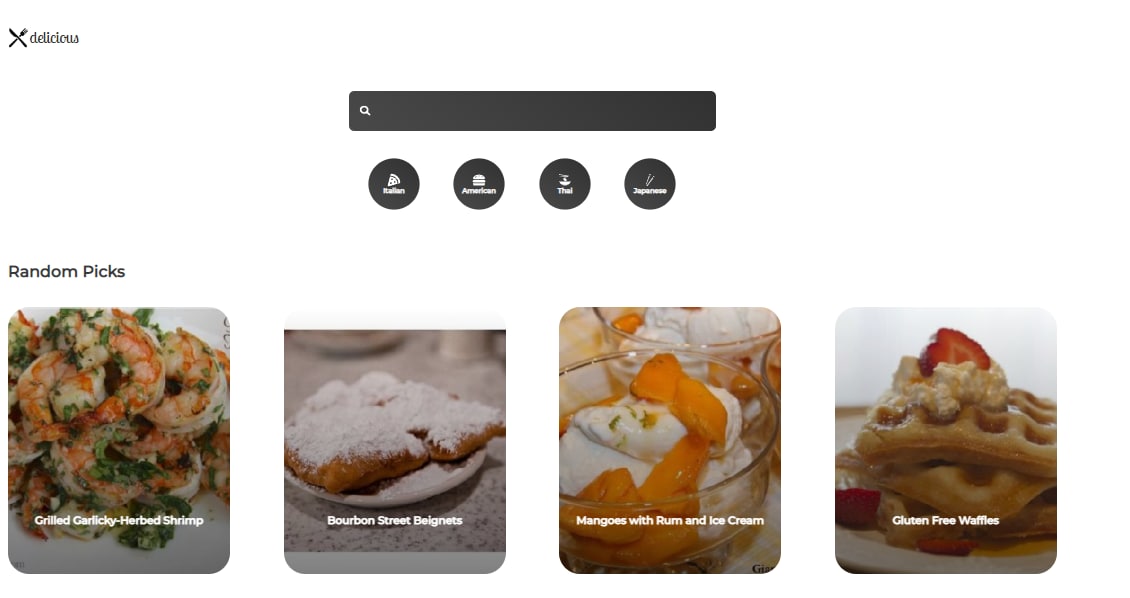 delicious
Italian
American
Thai
Japanese
Random Picks
Grilled Garlicky-Herbed Shrimp
Bourbon Street Beignets
Mangoes with Rum and Ice Cream
Gluten Free Waffles